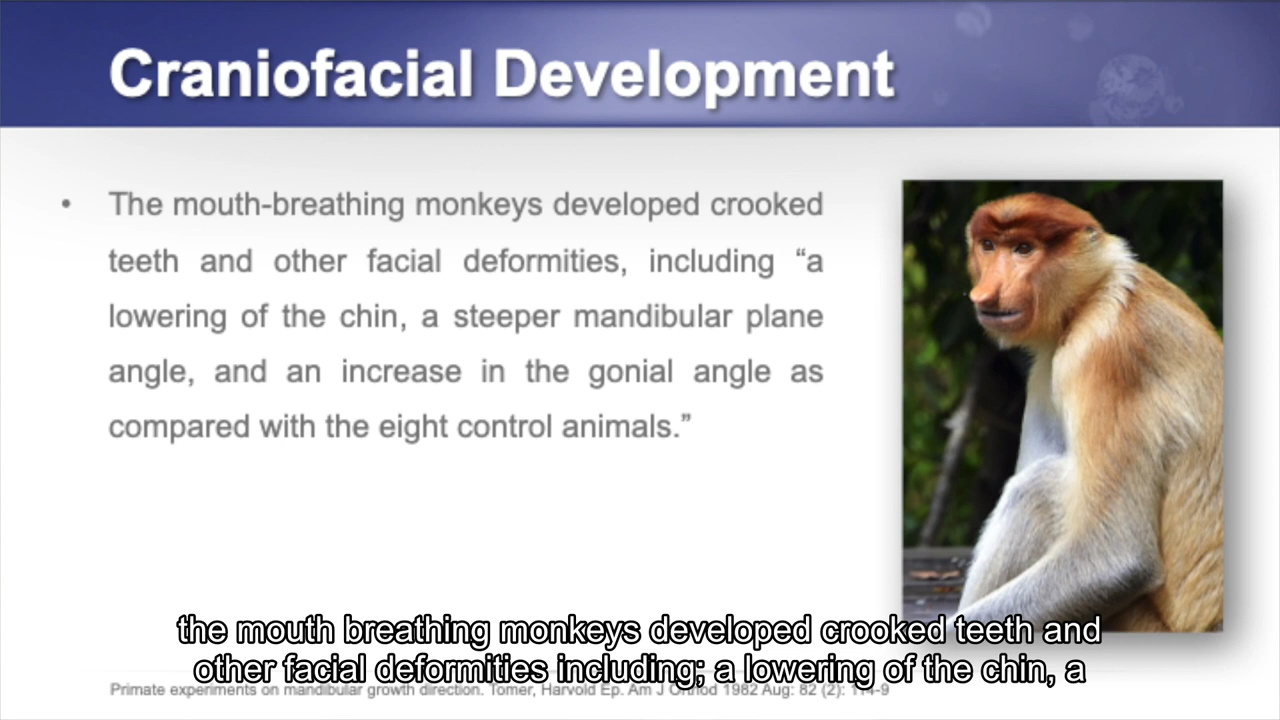 Craniofacial Development
• The mouth-breathing monkeys developed crooked
teeth and other facial deformities, including “a
lowering of the chin, a steeper mandibular plane
angle, and an increase in the gonial angle as
compared with the eight control animals.”
the mouth breathing monkeys developed crooked teeth and
other facial deformities including; a lowering of the chin, a
Primate experiments on mandibular growth direction. Tomer, Harvold Ep. Am J Orthod 1982 Aug: 82 (2): 114-9